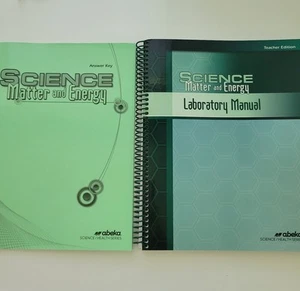 Answer Key
SCIENCE
Matter and Energy
abeka
SCIENCE / HEALTH SERIES
Teacher Edition
SCIENCE
Matter and Energy
Laboratory Manual
abeka
SCIENCE / HEALTH SERIES